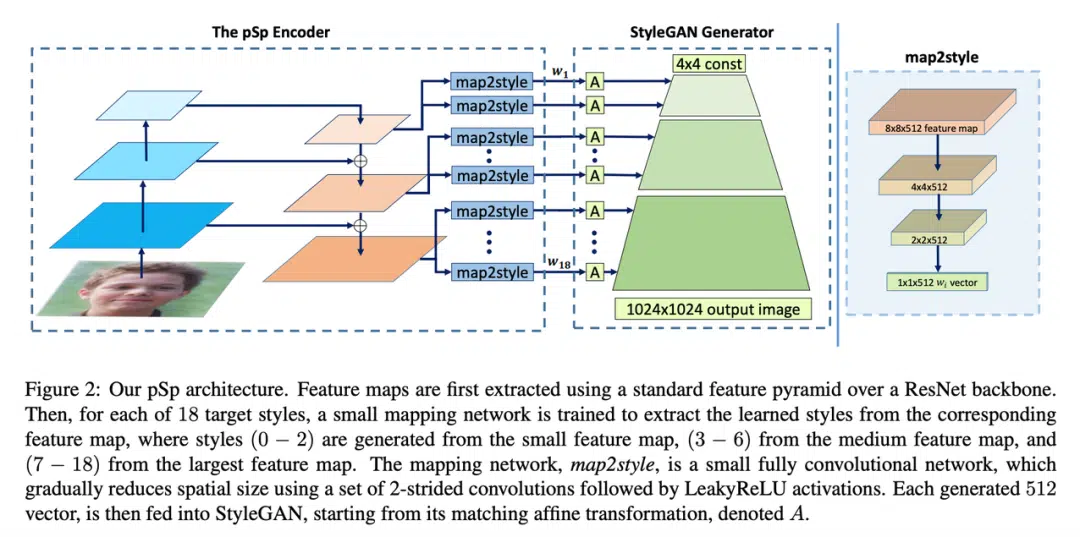 The pSp Encoder
StyleGAN Generator
map2style
map2style
map2style
map2style
map2style
map2style
map2style
w₁
w₁₈
A
A
A
A
A
A
4x4 const
1024x1024 output image
8x8x512 feature map
4x4x512
2x2x512
1x1x512 wᵢ vector
Figure 2: Our pSp architecture. Feature maps are first extracted using a standard feature pyramid over a ResNet backbone.
Then, for each of 18 target styles, a small mapping network is trained to extract the learned styles from the corresponding
feature map, where styles (0 − 2) are generated from the small feature map, (3 − 6) from the medium feature map, and
(7 − 18) from the largest feature map. The mapping network, map2style, is a small fully convolutional network, which
gradually reduces spatial size using a set of 2-strided convolutions followed by LeakyReLU activations. Each generated 512
vector, is then fed into StyleGAN, starting from its matching affine transformation, denoted A.